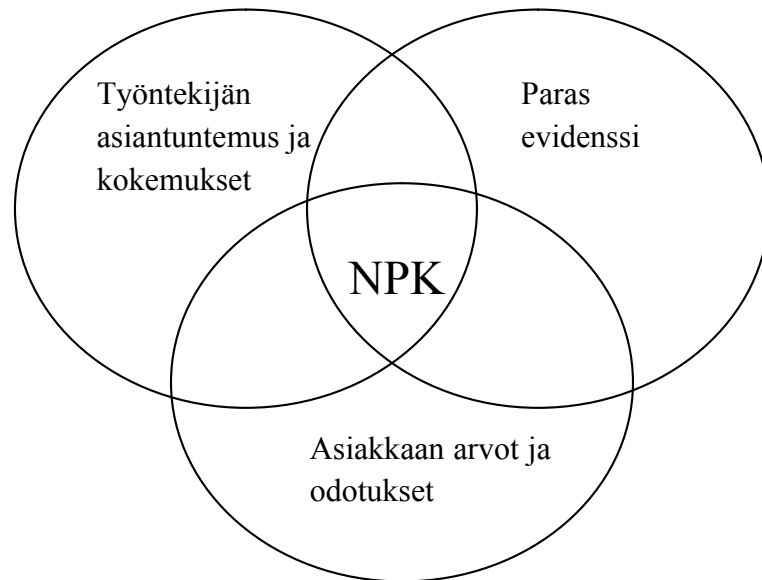 Työntekijän
asiantuntemus ja
kokemukset
Paras
evidenssi
NPK
Asiakkaan arvot ja
odotukset